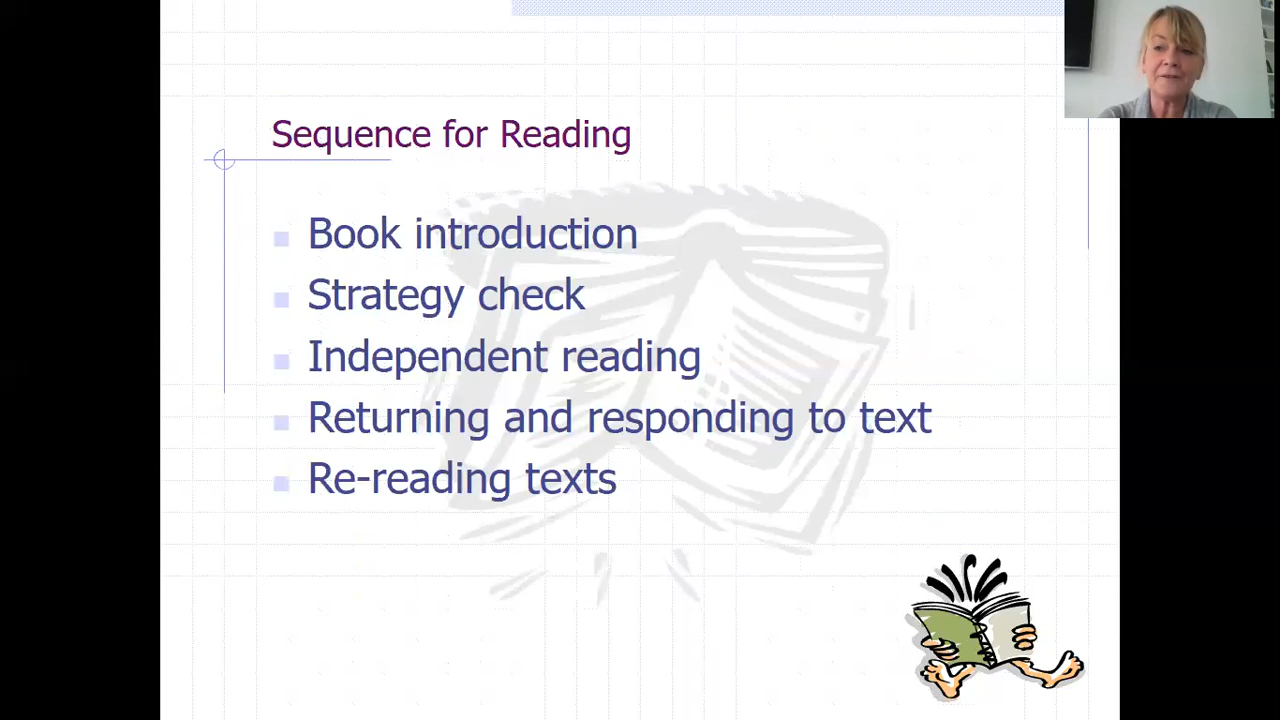 Sequence for Reading
Book introduction
Strategy check
Independent reading
Returning and responding to text
Re-reading texts